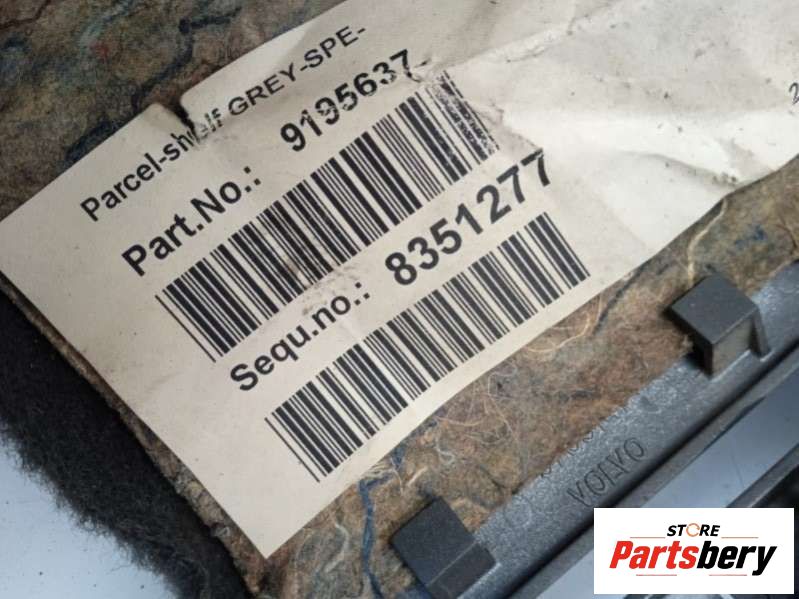 Parcel-shelf GREY-SPE-
Part.No.: 9195637
Sequ.no.: 8351277
VOLVO
STORE
Partsbery